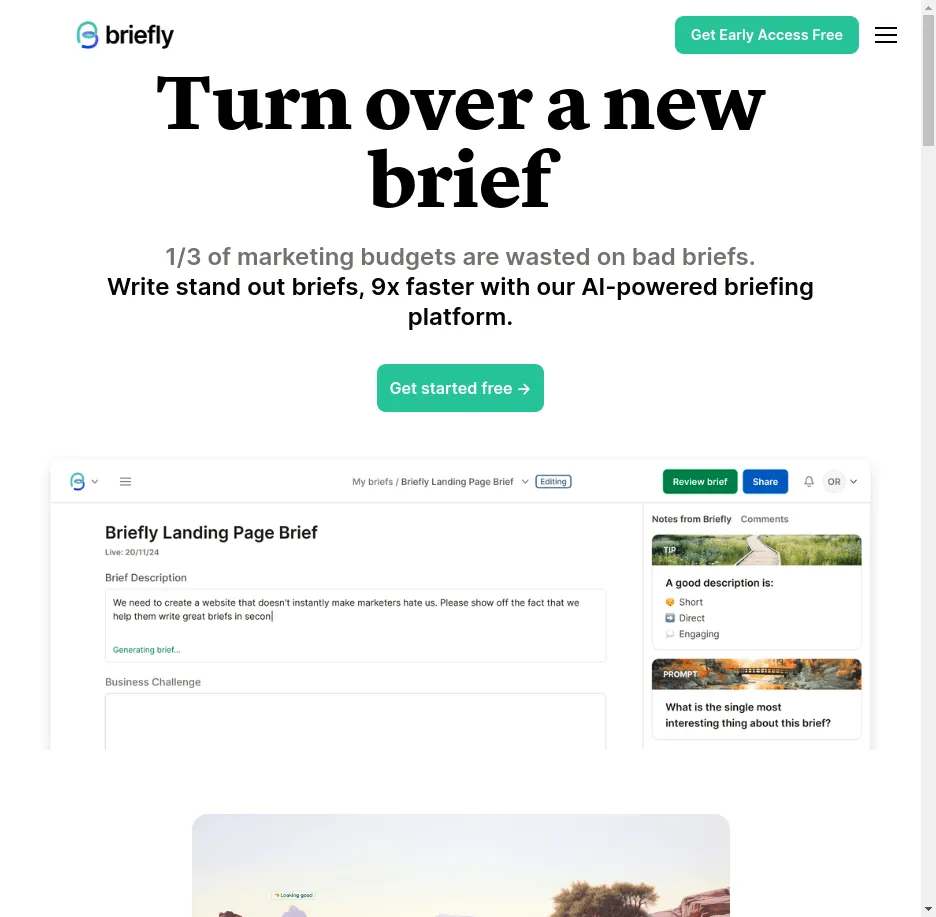 briefly
Get Early Access Free
Turn over a new
brief
1/3 of marketing budgets are wasted on bad briefs.
Write stand out briefs, 9x faster with our AI-powered briefing
platform.
Get started free →
My briefs / Briefly Landing Page Brief
Editing
Review brief
Share
OR
Briefly Landing Page Brief
Live: 20/11/24
Brief Description
We need to create a website that doesn't instantly make marketers hate us. Please show off the fact that we
help them write great briefs in secon
Generating brief...
Business Challenge
Notes from Briefly
Comments
TIP
A good description is:
Short
Direct
Engaging
PROMPT
What is the single most
interesting thing about this brief?
Looking good